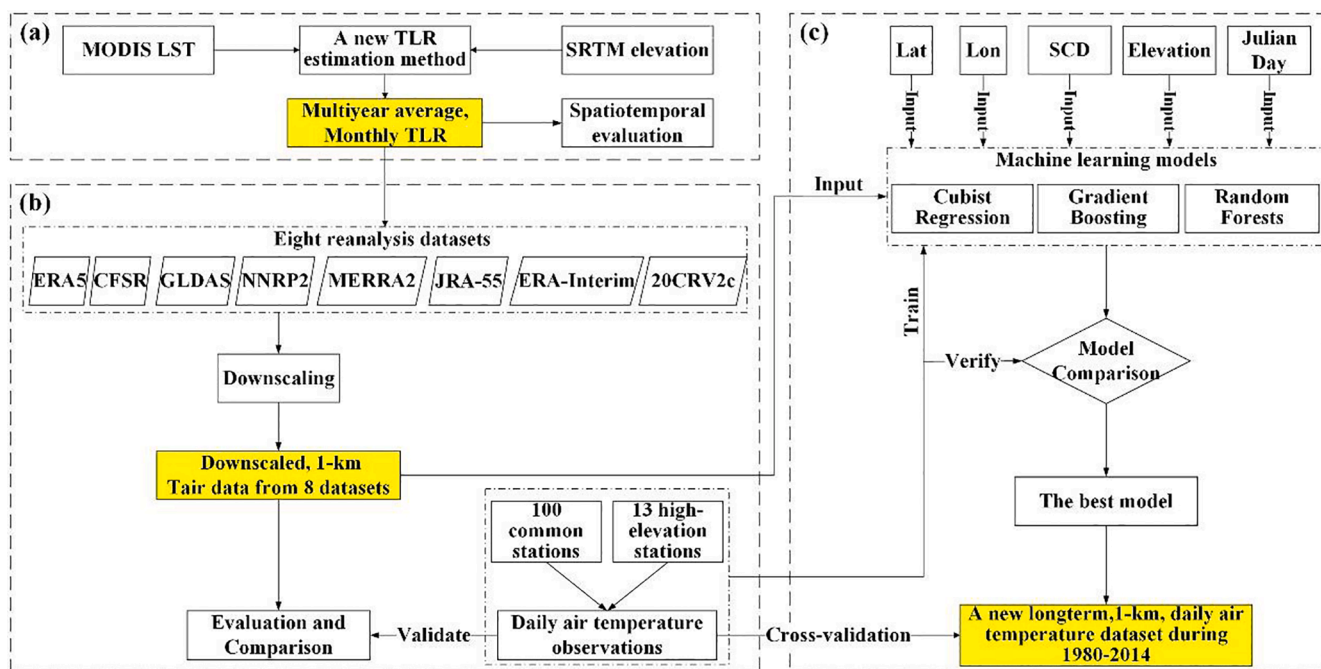 (a)
MODIS LST
A new TLR
estimation method
SRTM elevation
Multiyear average,
Monthly TLR
Spatiotemporal
evaluation
(b)
Eight reanalysis datasets
ERA5
CFSR
GLDAS
NNRP2
MERRA2
JRA-55
ERA-Interim
20CRV2c
Downscaling
Downscaled, 1-km
Tair data from 8 datasets
100
common
stations
13 high-
elevation
stations
Evaluation and
Comparison
Validate
Daily air temperature
observations
Cross-validation
(c)
Lat
Lon
SCD
Elevation
Julian
Day
Input
Input
Input
Input
Input
Input
Machine learning models
Cubist
Regression
Gradient
Boosting
Random
Forests
Train
Verify
Model
Comparison
The best model
A new longterm,1-km, daily air
temperature dataset during
1980-2014